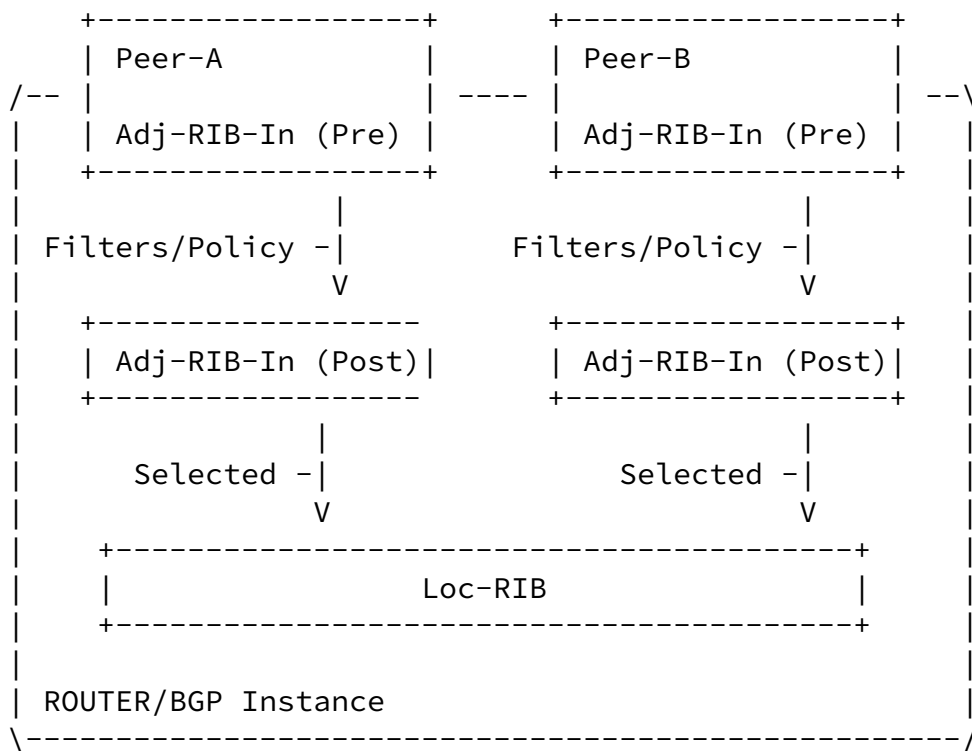 Peer-A Peer-B
Adj-RIB-In (Pre) Adj-RIB-In (Pre)
Filters/Policy - Filters/Policy -
V V
Adj-RIB-In (Post) Adj-RIB-In (Post)
Selected - Selected -
V V
Loc-RIB
ROUTER/BGP Instance